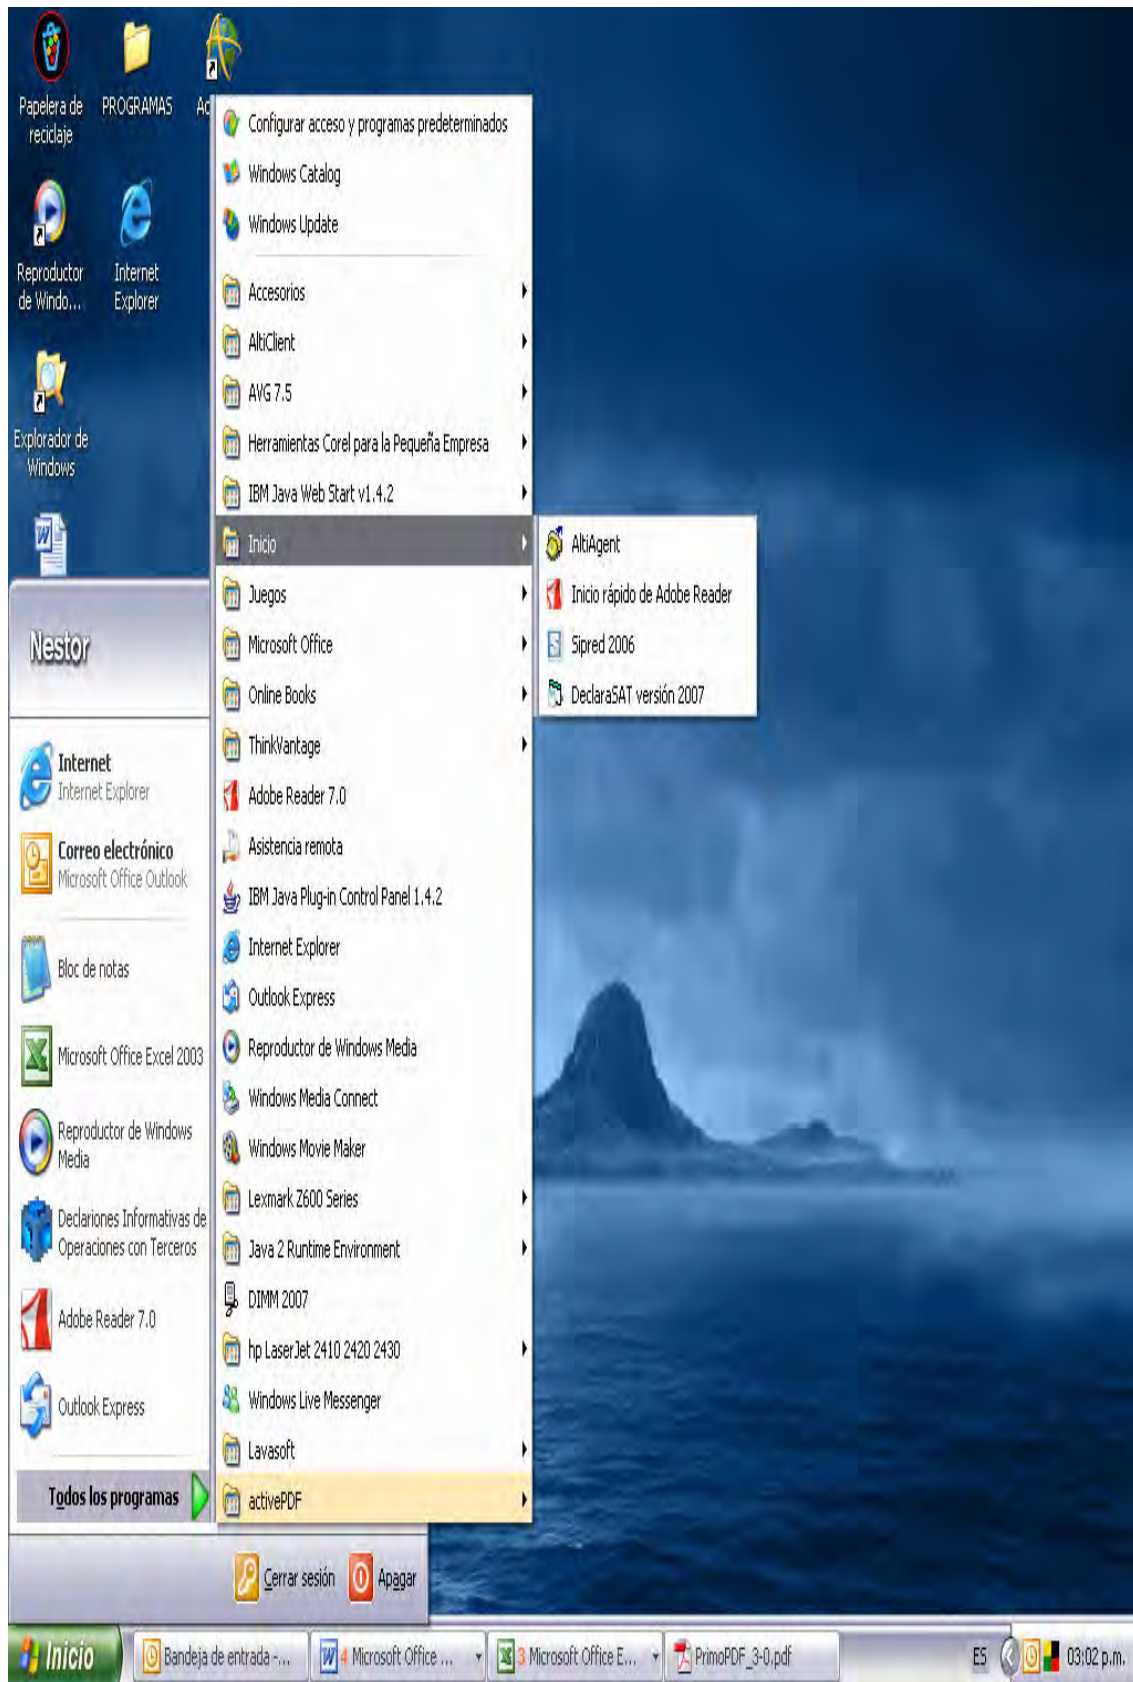 Papelera de
reciclaje
PROGRAMAS
Ac
Reproductor
de Windo...
Internet
Explorer
Explorador de
Windows
Configurar acceso y programas predeterminados
Windows Catalog
Windows Update
Accesorios
AltiClient
AVG 7.5
Herramientas Corel para la Pequeña Empresa
IBM Java Web Start v1.4.2
Inicio
Juegos
Microsoft Office
Online Books
ThinkVantage
Adobe Reader 7.0
Asistencia remota
IBM Java Plug-in Control Panel 1.4.2
Internet Explorer
Outlook Express
Reproductor de Windows Media
Windows Media Connect
Windows Movie Maker
Lexmark Z600 Series
Java 2 Runtime Environment
DIMM 2007
hp LaserJet 2410 2420 2430
Windows Live Messenger
Lavasoft
activePDF
AltiAgent
Inicio rápido de Adobe Reader
Sipred 2006
DeclaraSAT versión 2007
Nestor
Internet
Internet Explorer
Correo electrónico
Microsoft Office Outlook
Bloc de notas
Microsoft Office Excel 2003
Reproductor de Windows
Media
Declariones Informativas de
Operaciones con Terceros
Adobe Reader 7.0
Outlook Express
Todos los programas
Cerrar sesión
Apagar
Inicio
Bandeja de entrada -...
4 Microsoft Office ...
3 Microsoft Office E...
PrimoPDF_3-0.pdf
ES
03:02 p.m.